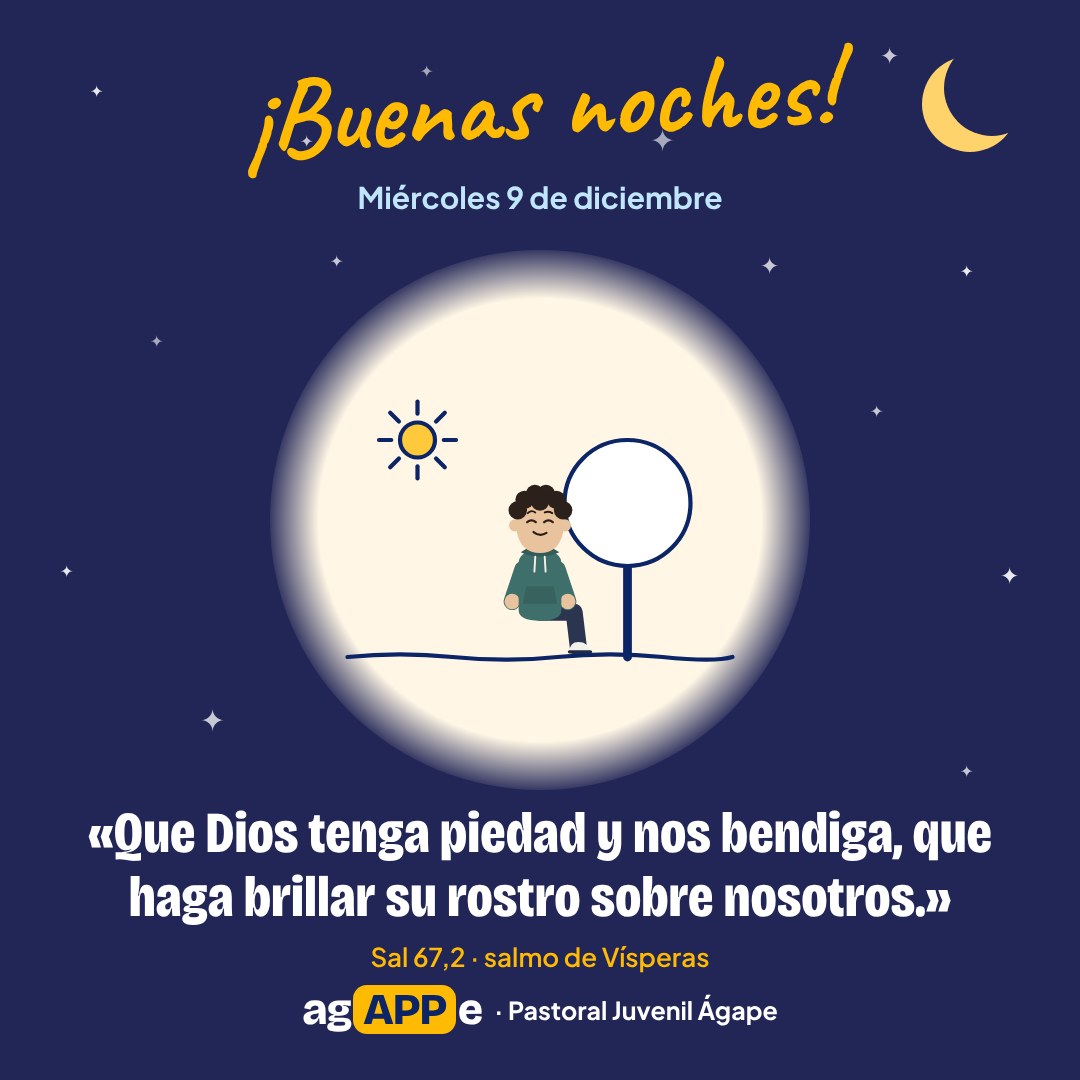 ¡Buenas noches!
Miércoles 9 de diciembre
«Que Dios tenga piedad y nos bendiga, que
haga brillar su rostro sobre nosotros.»
Sal 67,2 · salmo de Vísperas
agAPPe · Pastoral Juvenil Ágape